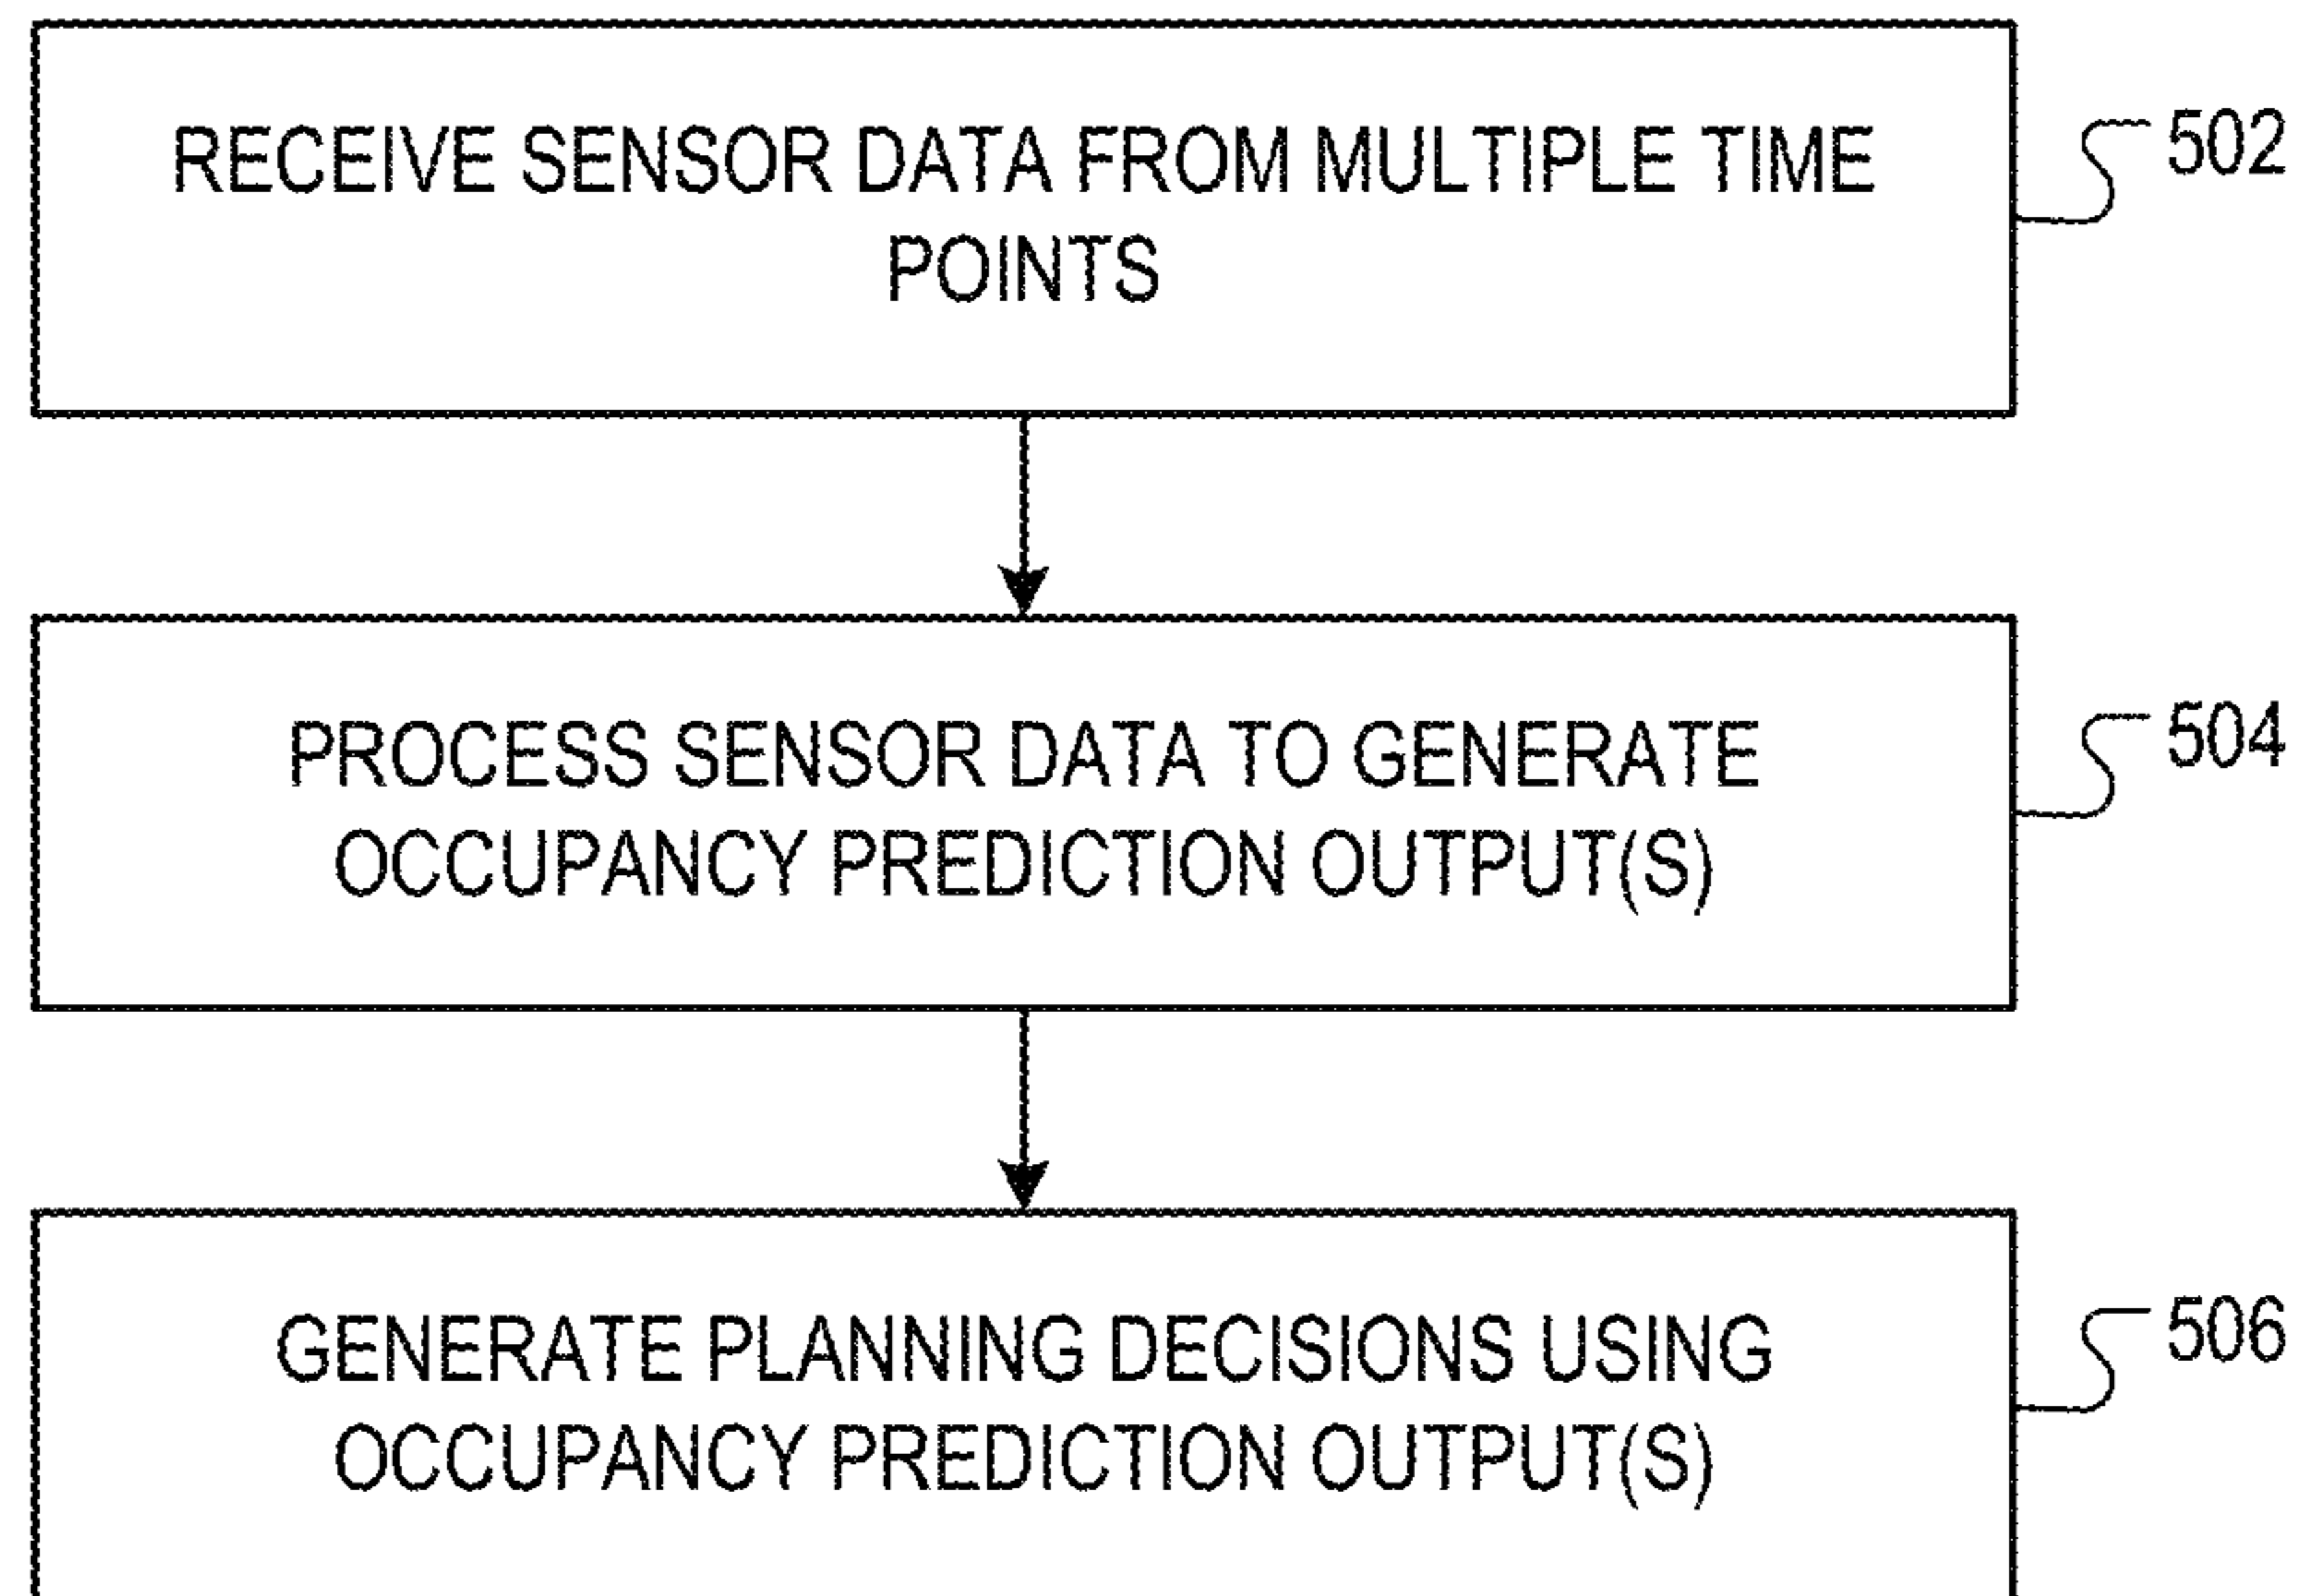 RECEIVE SENSOR DATA FROM MULTIPLE TIME
POINTS
502
PROCESS SENSOR DATA TO GENERATE
OCCUPANCY PREDICTION OUTPUT(S)
504
GENERATE PLANNING DECISIONS USING
OCCUPANCY PREDICTION OUTPUT(S)
506